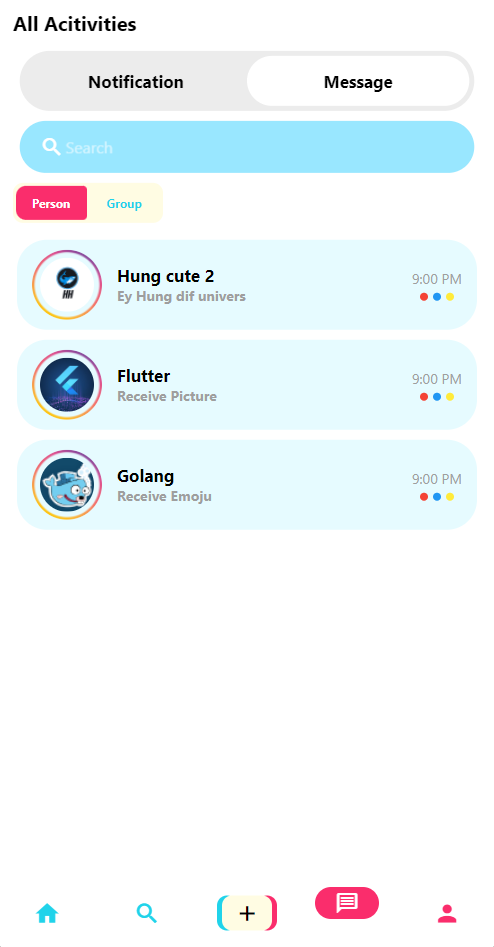 All Acitivities
Notification Message
Search
Person Group
HH
Hung cute 2 9:00 PM
Ey Hung dif univers
Flutter 9:00 PM
Receive Picture
Golang 9:00 PM
Receive Emoju